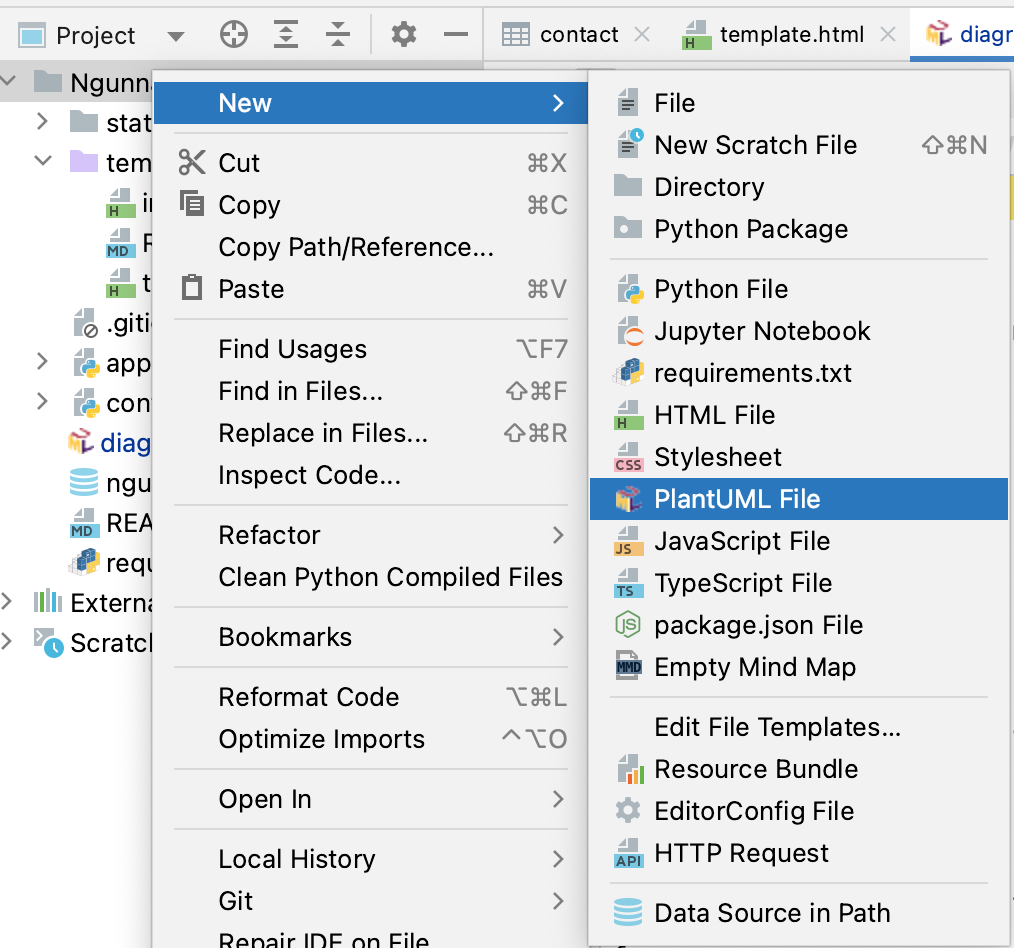 Project
contact
template.html
diagr
Ngunn
stat
tem
.giti
app
con
diag
ngu
REA
requ
Externa
Scratch
New
Cut ⌘X
Copy ⌘C
Copy Path/Reference...
Paste ⌘V
Find Usages ⌥F7
Find in Files... ⇧⌘F
Replace in Files... ⇧⌘R
Inspect Code...
Refactor
Clean Python Compiled Files
Bookmarks
Reformat Code ⌥⌘L
Optimize Imports ^⌥O
Open In
Local History
Git
Repair IDE on File
File
New Scratch File ⇧⌘N
Directory
Python Package
Python File
Jupyter Notebook
requirements.txt
HTML File
Stylesheet
PlantUML File
JavaScript File
TypeScript File
package.json File
Empty Mind Map
Edit File Templates...
Resource Bundle
EditorConfig File
HTTP Request
Data Source in Path